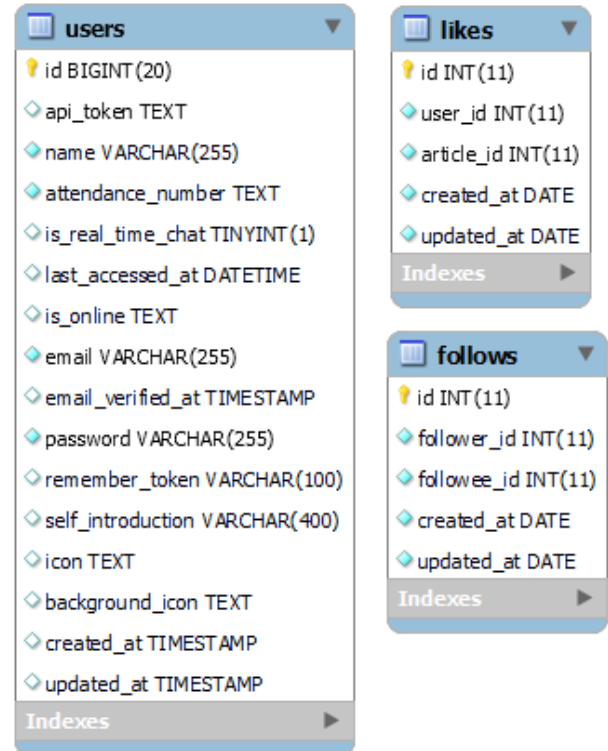 users
id BIGINT(20)
api_token TEXT
name VARCHAR(255)
attendance_number TEXT
is_real_time_chat TINYINT(1)
last_accessed_at DATETIME
is_online TEXT
email VARCHAR(255)
email_verified_at TIMESTAMP
password VARCHAR(255)
remember_token VARCHAR(100)
self_introduction VARCHAR(400)
icon TEXT
background_icon TEXT
created_at TIMESTAMP
updated_at TIMESTAMP
Indexes
likes
id INT(11)
user_id INT(11)
article_id INT(11)
created_at DATE
updated_at DATE
Indexes
follows
id INT(11)
follower_id INT(11)
followee_id INT(11)
created_at DATE
updated_at DATE
Indexes